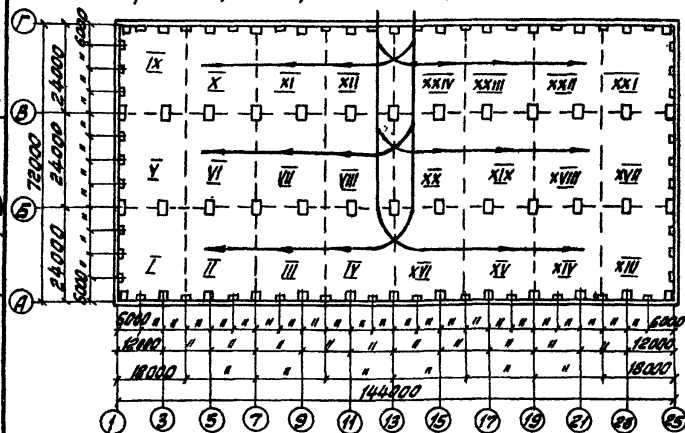 Г
IX X XI XII XXIV XXIII XXII XXI
В
V VI VII VIII XX XIX XVIII XVII
Б
I II III IV XVI XV XIV XIII
А
6000
24000
24000
24000
72000
6000
6000 " " " " " " " " " " " " " " " " " " " " " " 6000
12000 " " " " " " " " " " 12000
18000 " " " " " " 18000
144000
1 3 5 7 9 11 13 15 17 19 21 23 25